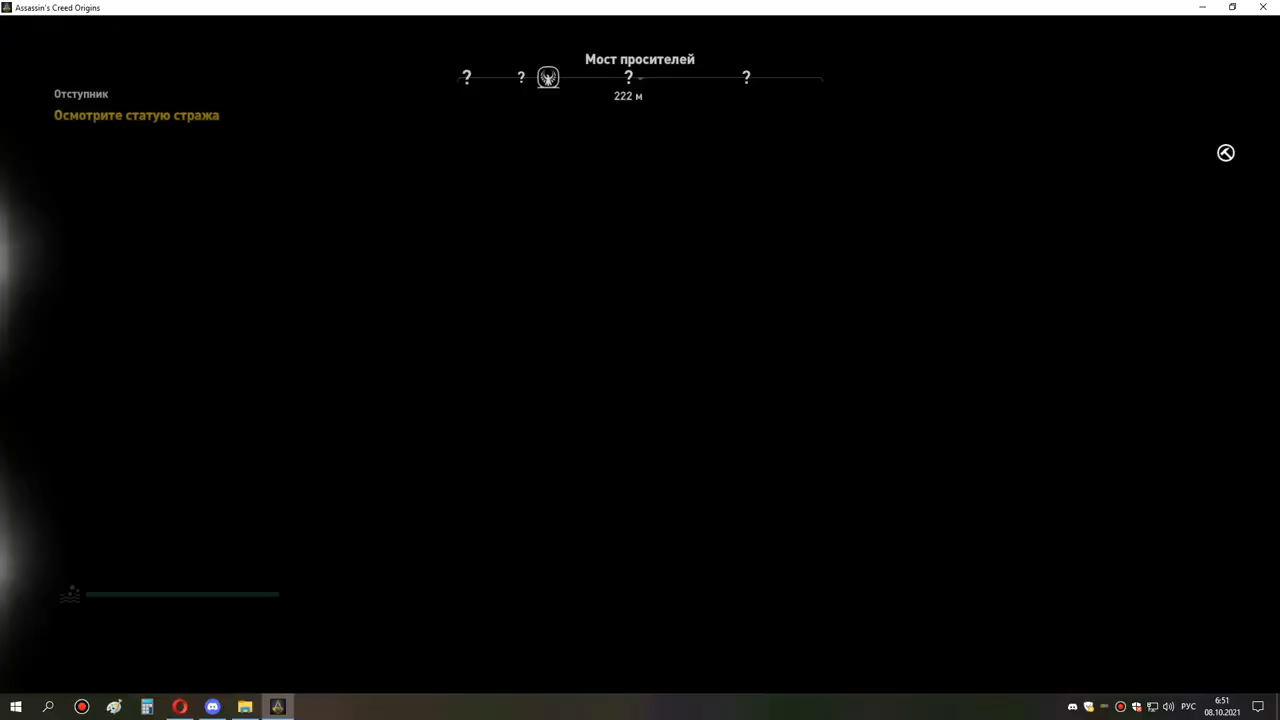 Assassin's Creed Origins
Мост просителей
? ? ? ?
222 м
Отступник
Осмотрите статую стража
РУС
6:51
08.10.2021